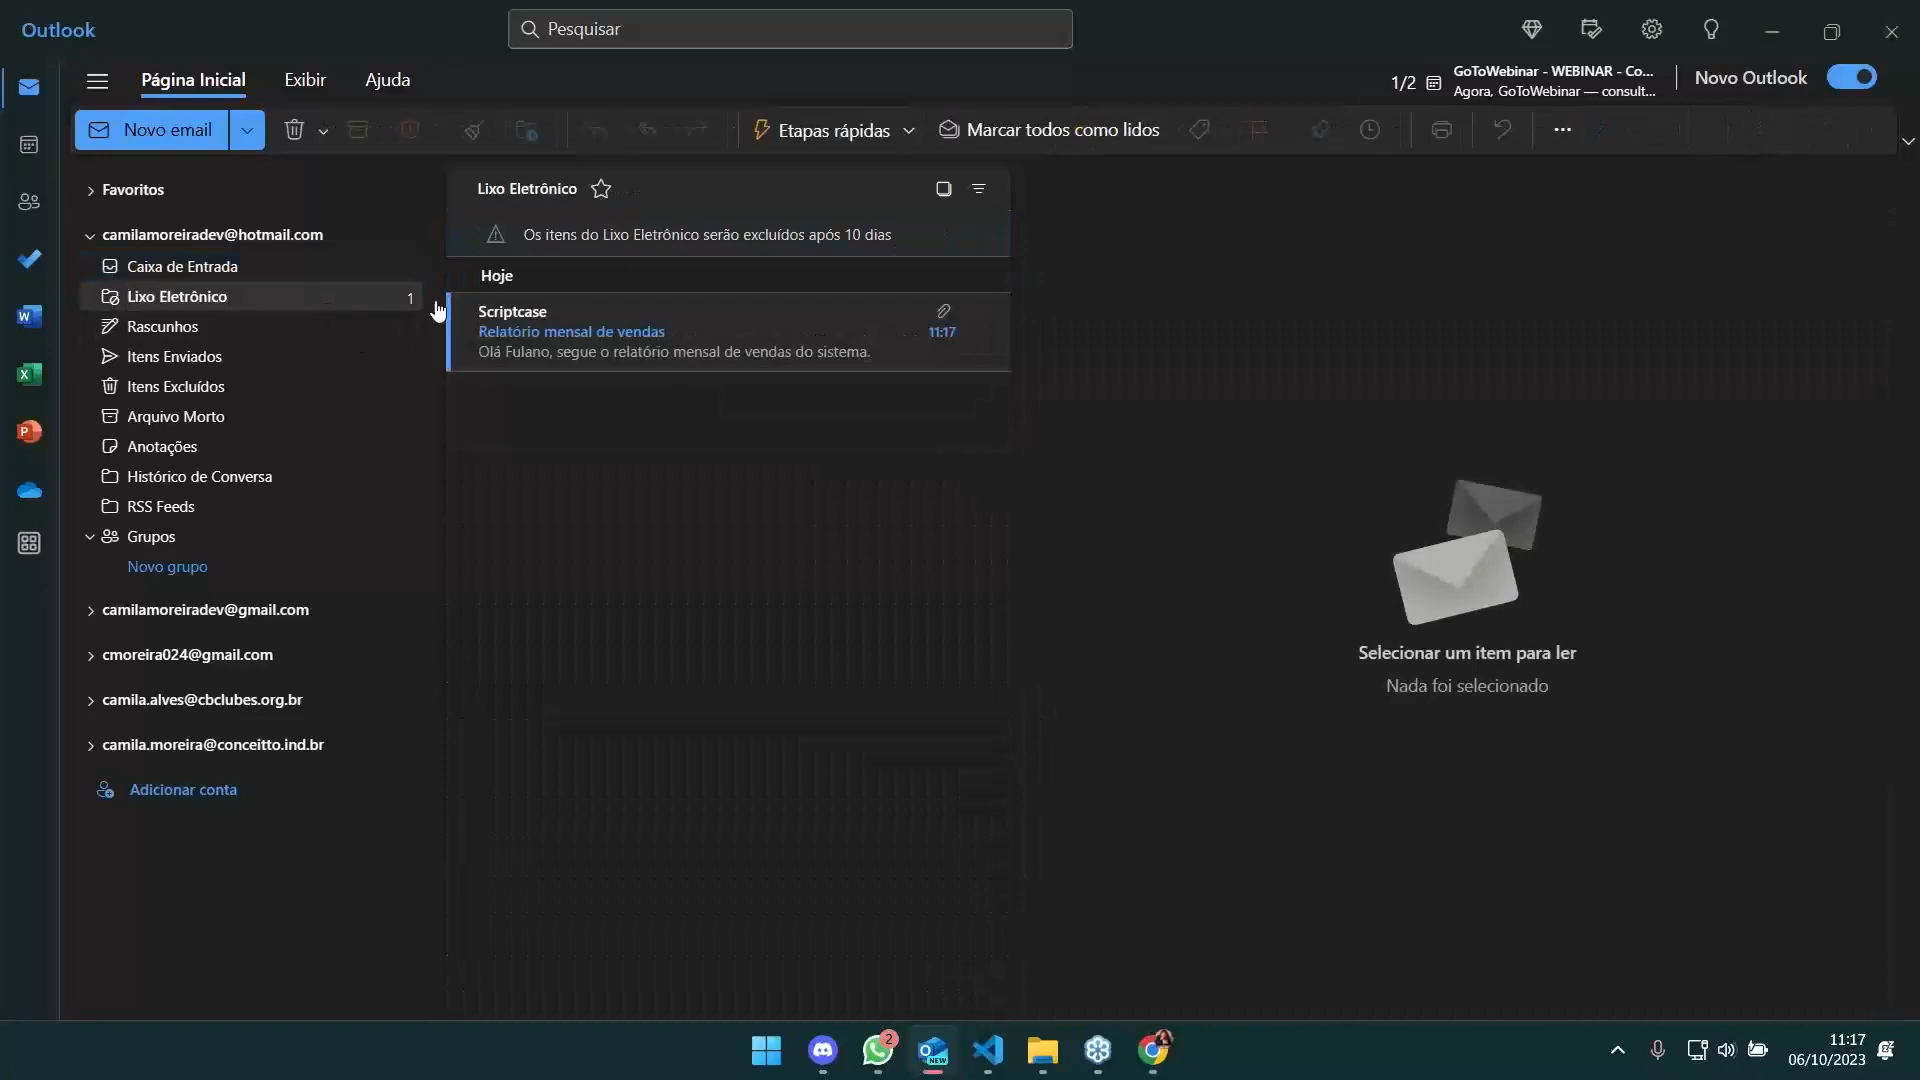 Outlook
Pesquisar
Página Inicial
Exibir
Ajuda
1/2
GoToWebinar - WEBINAR - Co...
Agora, GoToWebinar — consult...
Novo Outlook
Novo email
Etapas rápidas
Marcar todos como lidos
Favoritos
camilamoreiradev@hotmail.com
Caixa de Entrada
Lixo Eletrônico 1
Rascunhos
Itens Enviados
Itens Excluídos
Arquivo Morto
Anotações
Histórico de Conversa
RSS Feeds
Grupos
Novo grupo
camilamoreiradev@gmail.com
cmoreira024@gmail.com
camila.alves@cbclubes.org.br
camila.moreira@conceitto.ind.br
Adicionar conta
Lixo Eletrônico
Os itens do Lixo Eletrônico serão excluídos após 10 dias
Hoje
Scriptcase
Relatório mensal de vendas 11:17
Olá Fulano, segue o relatório mensal de vendas do sistema.
Selecionar um item para ler
Nada foi selecionado
W
X
P
2
NEW
11:17
06/10/2023